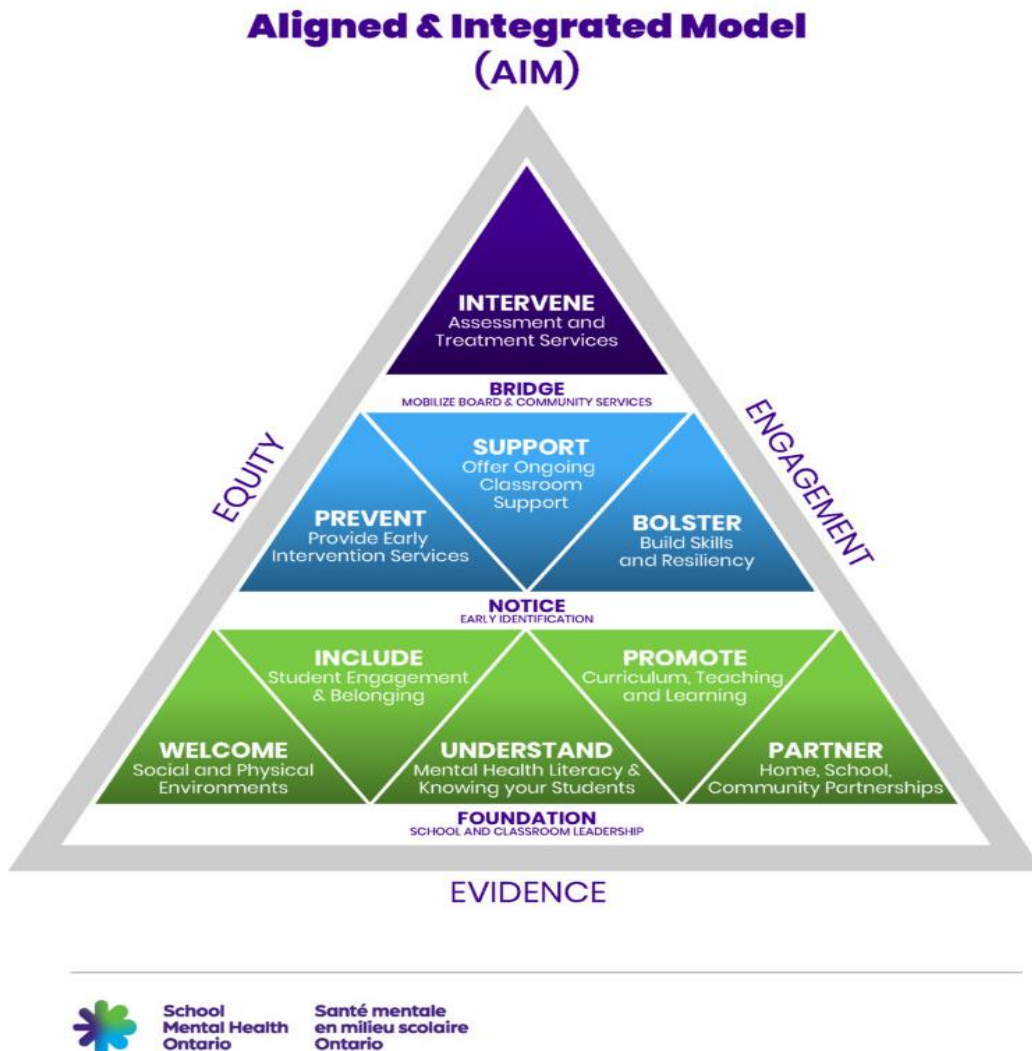 Aligned & Integrated Model
(AIM)
INTERVENE
Assessment and
Treatment Services
BRIDGE
MOBILIZE BOARD & COMMUNITY SERVICES
EQUITY
ENGAGEMENT
SUPPORT
Offer Ongoing
Classroom
Support
PREVENT
Provide Early
Intervention Services
BOLSTER
Build Skills
and Resiliency
NOTICE
EARLY IDENTIFICATION
INCLUDE
Student Engagement
& Belonging
PROMOTE
Curriculum, Teaching
and Learning
WELCOME
Social and Physical
Environments
UNDERSTAND
Mental Health Literacy &
Knowing your Students
PARTNER
Home, School,
Community Partnerships
FOUNDATION
SCHOOL AND CLASSROOM LEADERSHIP
EVIDENCE
School
Mental Health
Ontario
Santé mentale
en milieu scolaire
Ontario